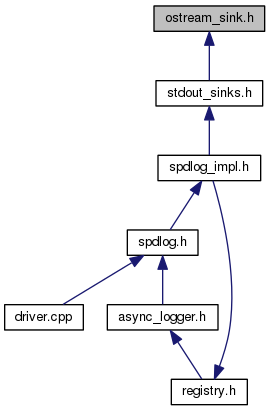 ostream_sink.h
stdout_sinks.h
spdlog_impl.h
spdlog.h
driver.cpp
async_logger.h
registry.h